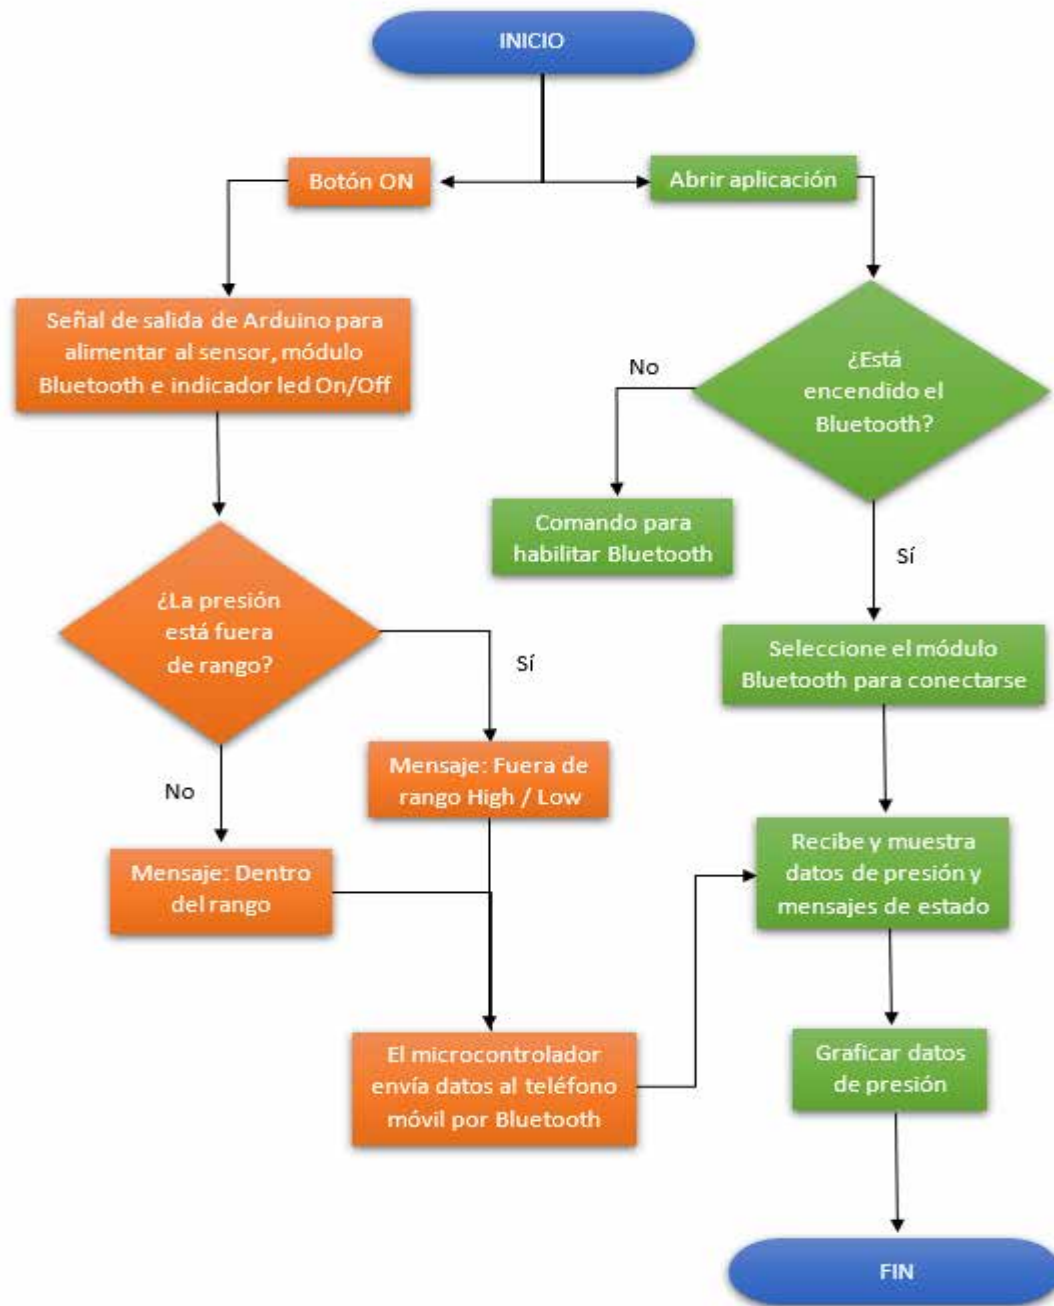 INICIO
Botón ON
Abrir aplicación
Señal de salida de Arduino para
alimentar al sensor, módulo
Bluetooth e indicador led On/Off
¿Está
encendido el
Bluetooth?
No
Comando para
habilitar Bluetooth
Sí
¿La presión
está fuera
de rango?
Sí
Seleccione el módulo
Bluetooth para conectarse
No
Mensaje: Fuera de
rango High / Low
Mensaje: Dentro
del rango
Recibe y muestra
datos de presión y
mensajes de estado
El microcontrolador
envía datos al teléfono
móvil por Bluetooth
Graficar datos
de presión
FIN